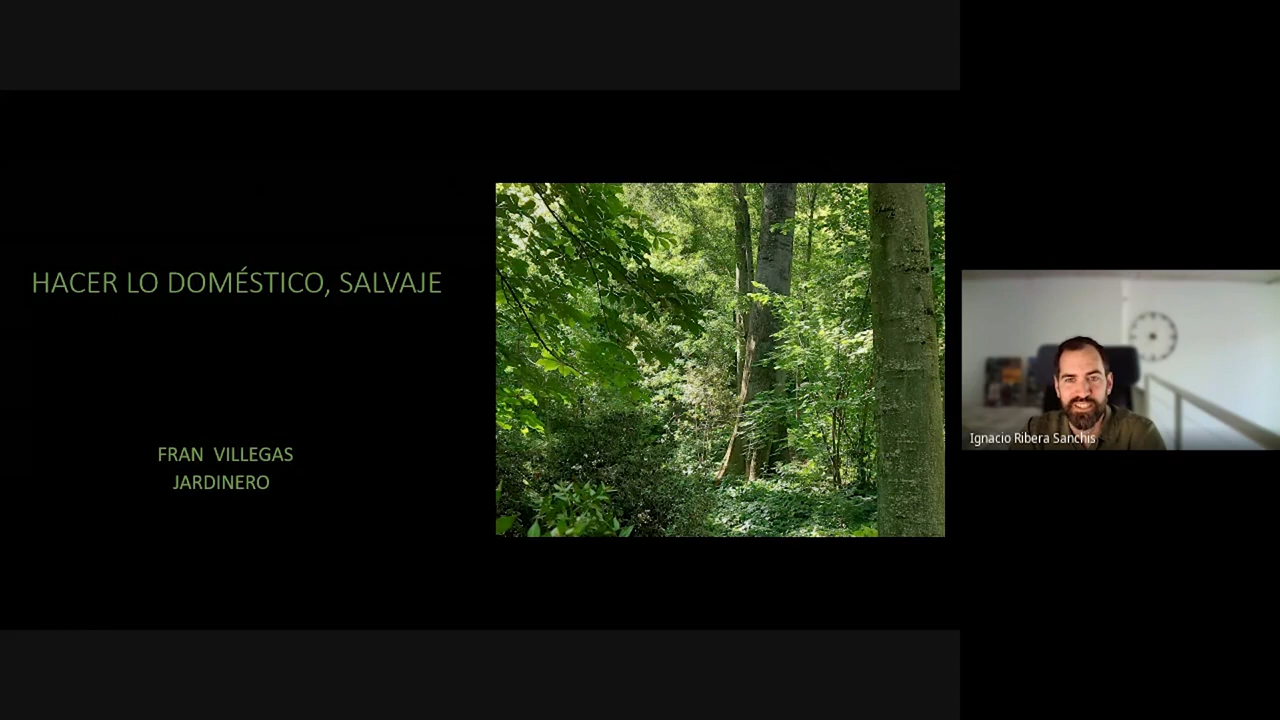 HACER LO DOMÉSTICO, SALVAJE
FRAN VILLEGAS
JARDINERO
Ignacio Ribera Sanchis